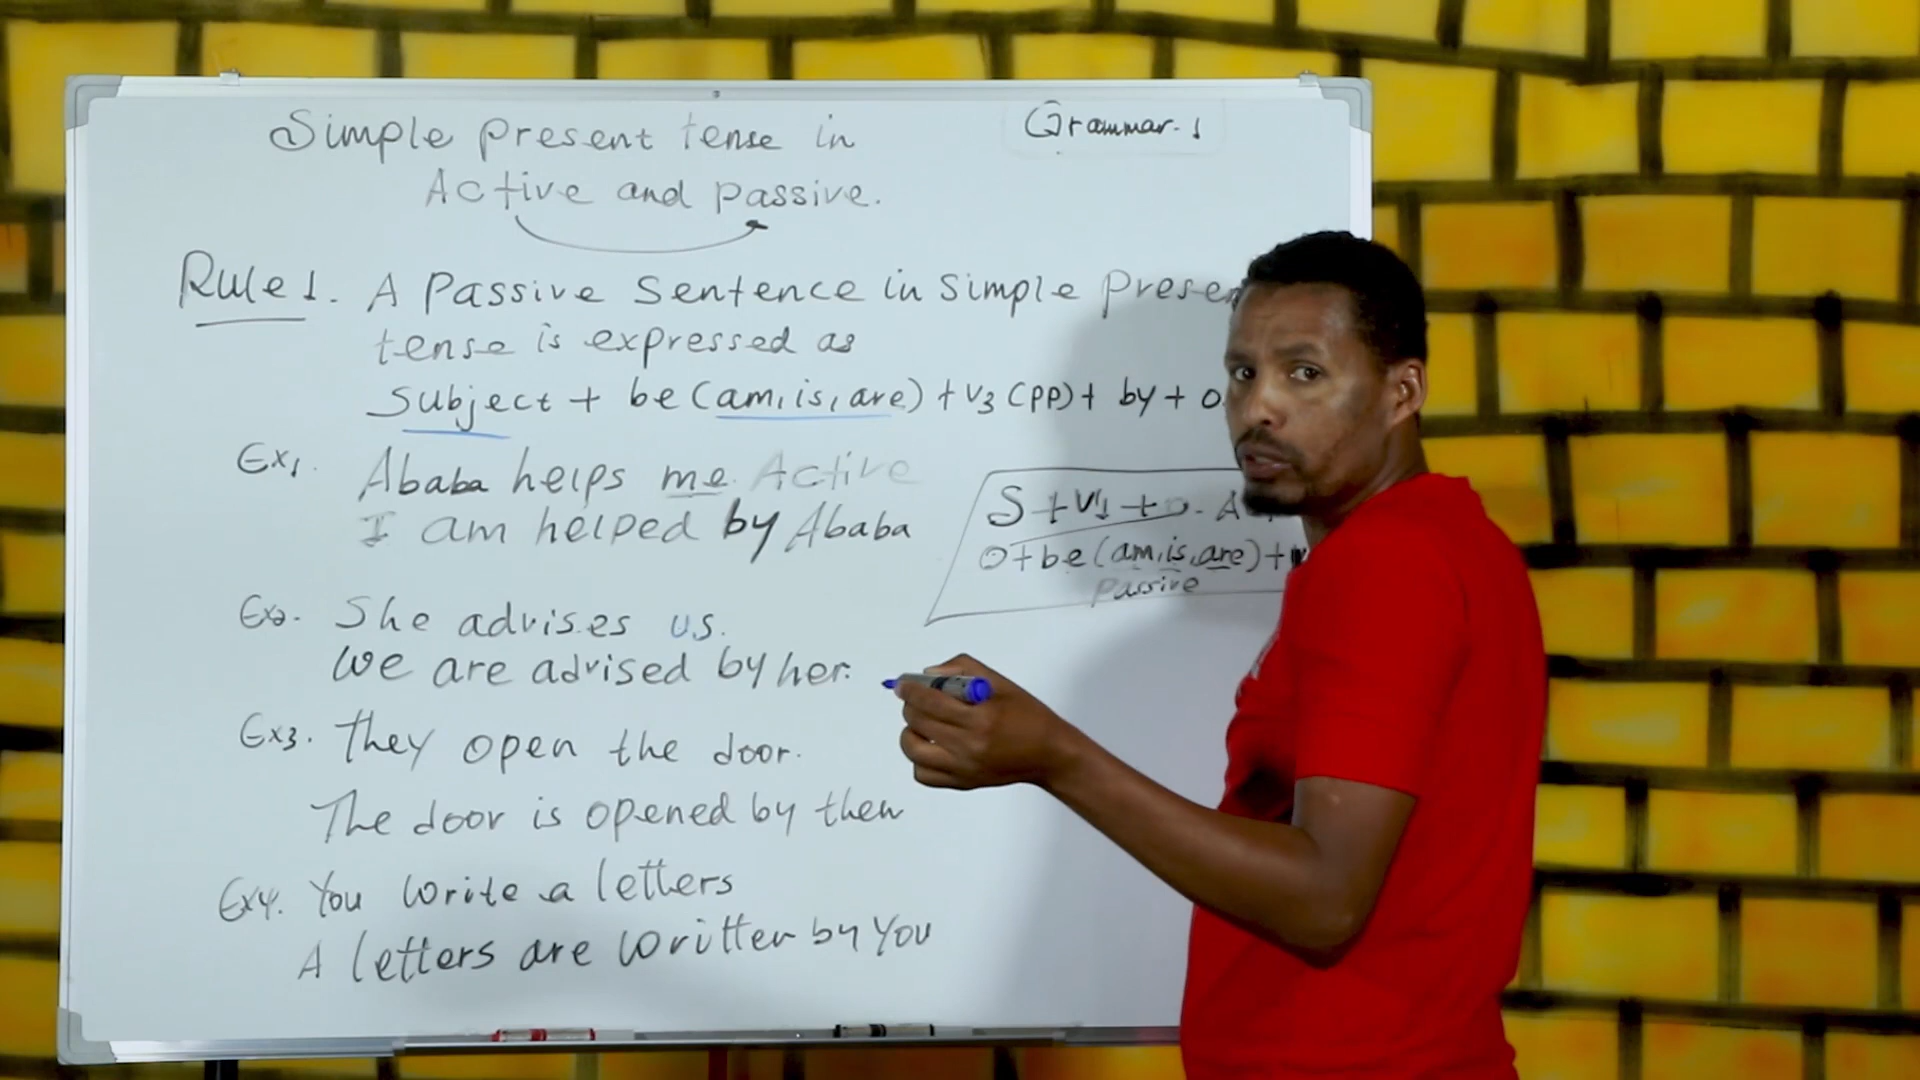 Simple present tense in
Active and passive.
Grammar. 1
Rule 1. A Passive Sentence in Simple
tense is expressed as
Subject + be (am, is, are) + V3 (PP) + by +
Ex1. Ababa helps me. Active
I am helped by Ababa
S + V1 + O.
O + be (am, is, are) +
Passive
Ex2. She advises us.
We are advised by her.
Ex3. They open the door.
The door is opened by them
Ex4. You write a letters
A letters are written by you